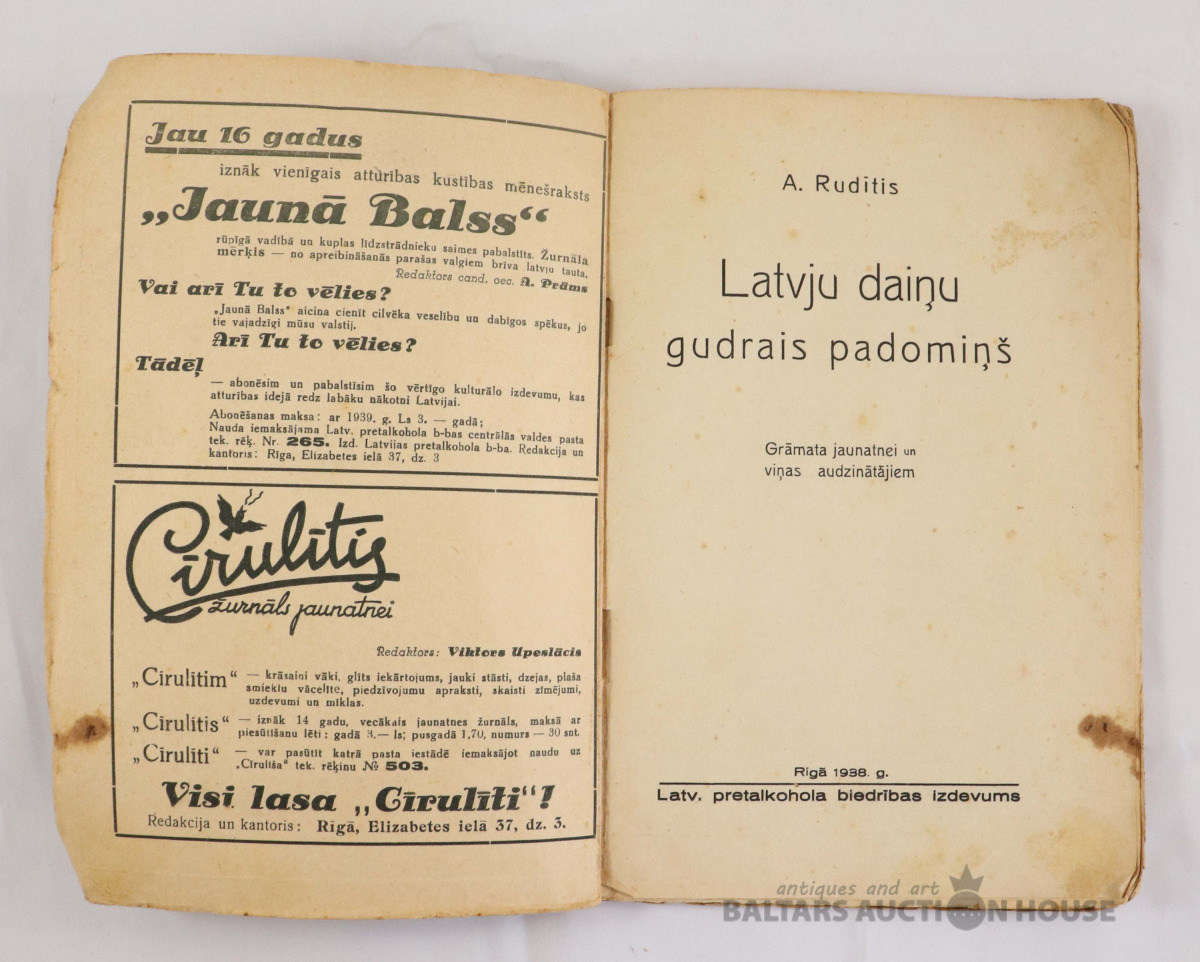 Jau 16 gadus
iznāk vienīgais atturības kustības mēnešraksts
„Jaunā Balss“
rūpīgā vadībā un kuplas līdzstrādnieku saimes pabalstīts. Žurnāla
mērķis — no apreibināšanās parašas valgiem brīva latvju tauta.
Redaktors cand. oec. A. Prāms
Vai arī Tu to vēlies?
„Jaunā Balss“ aicina cienīt cilvēka veselību un dabīgos spēkus, jo
tie vajadzīgi mūsu valstij.
Arī Tu to vēlies?
Tādēļ
— abonēsim un pabalstīsim šo vērtīgo kulturālo izdevumu, kas
atturības idejā redz labāku nākotni Latvijai.
Abonēšanas maksa: ar 1939. g. Ls 3. — gadā;
Nauda iemaksājama Latv. pretalkohola b-bas centrālās valdes pasta
tek. rēķ. Nr. 265. Izd. Latvijas pretalkohola b-ba. Redakcija un
kantoris: Rīga, Elizabetes ielā 37, dz. 3
Cīrulītis
žurnāls jaunatnei
Redaktors: Viktors Upeslācis
„Cīrulītim“ — krāsaini vāki, glīts iekārtojums, jauki stāsti, dzejas, plaša
smieklu vācelīte, piedzīvojumu apraksti, skaisti zīmējumi,
uzdevumi un mīklas.
„Cīrulītis“ — iznāk 14 gadu, vecākais jaunatnes žurnāls, maksā ar
piesūtīšanu lēti: gadā 3.— ls; pusgadā 1,70, numurs — 30 snt.
„Cīrulīti“ — var pasūtīt katrā pasta iestādē iemaksājot naudu uz
„Cīrulīša“ tek. rēķinu № 503.
Visi lasa „Cīrulīti“!
Redakcija un kantoris: Rīgā, Elizabetes ielā 37, dz. 3.
A. Rudītis
Latvju daiņu
gudrais padomiņš
Grāmata jaunatnei un
viņas audzinātājiem
Rīgā 1938. g.
Latv. pretalkohola biedrības izdevums
antiques and art
BALTARS AUCTION HOUSE